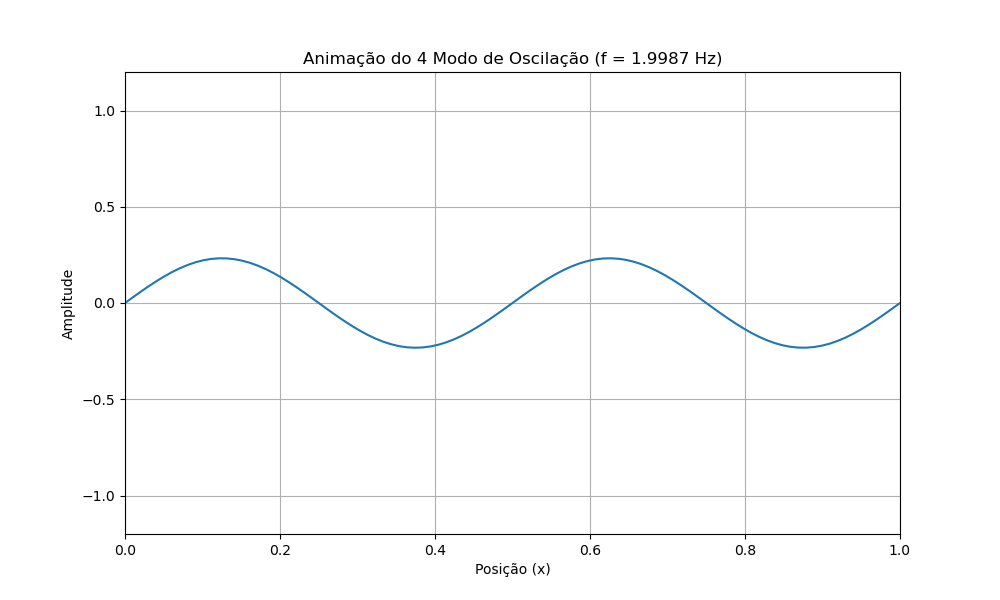 Animação do 4 Modo de Oscilação (f = 1.9987 Hz)
1.0
0.5
0.0
−0.5
−1.0
Amplitude
0.0 0.2 0.4 0.6 0.8 1.0
Posição (x)